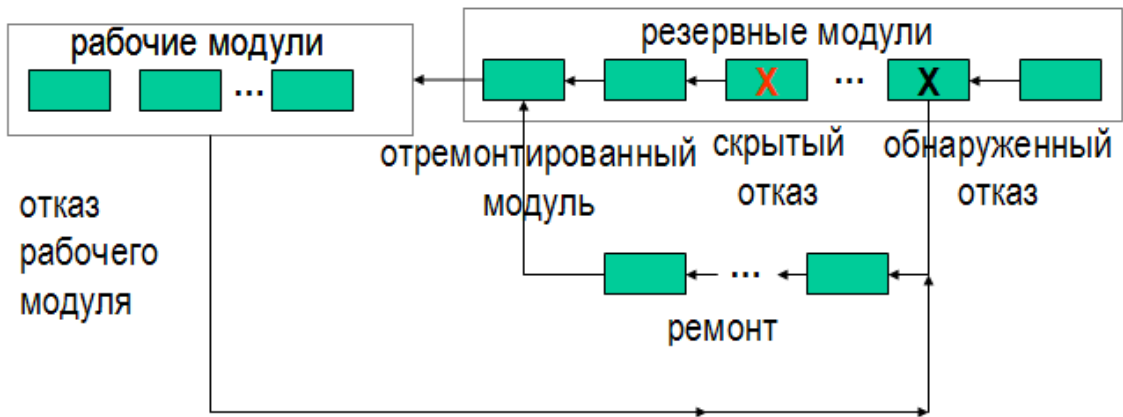 рабочие модули
резервные модули
...
X
...
X
отремонтированный
модуль
скрытый
отказ
обнаруженный
отказ
отказ
рабочего
модуля
...
ремонт